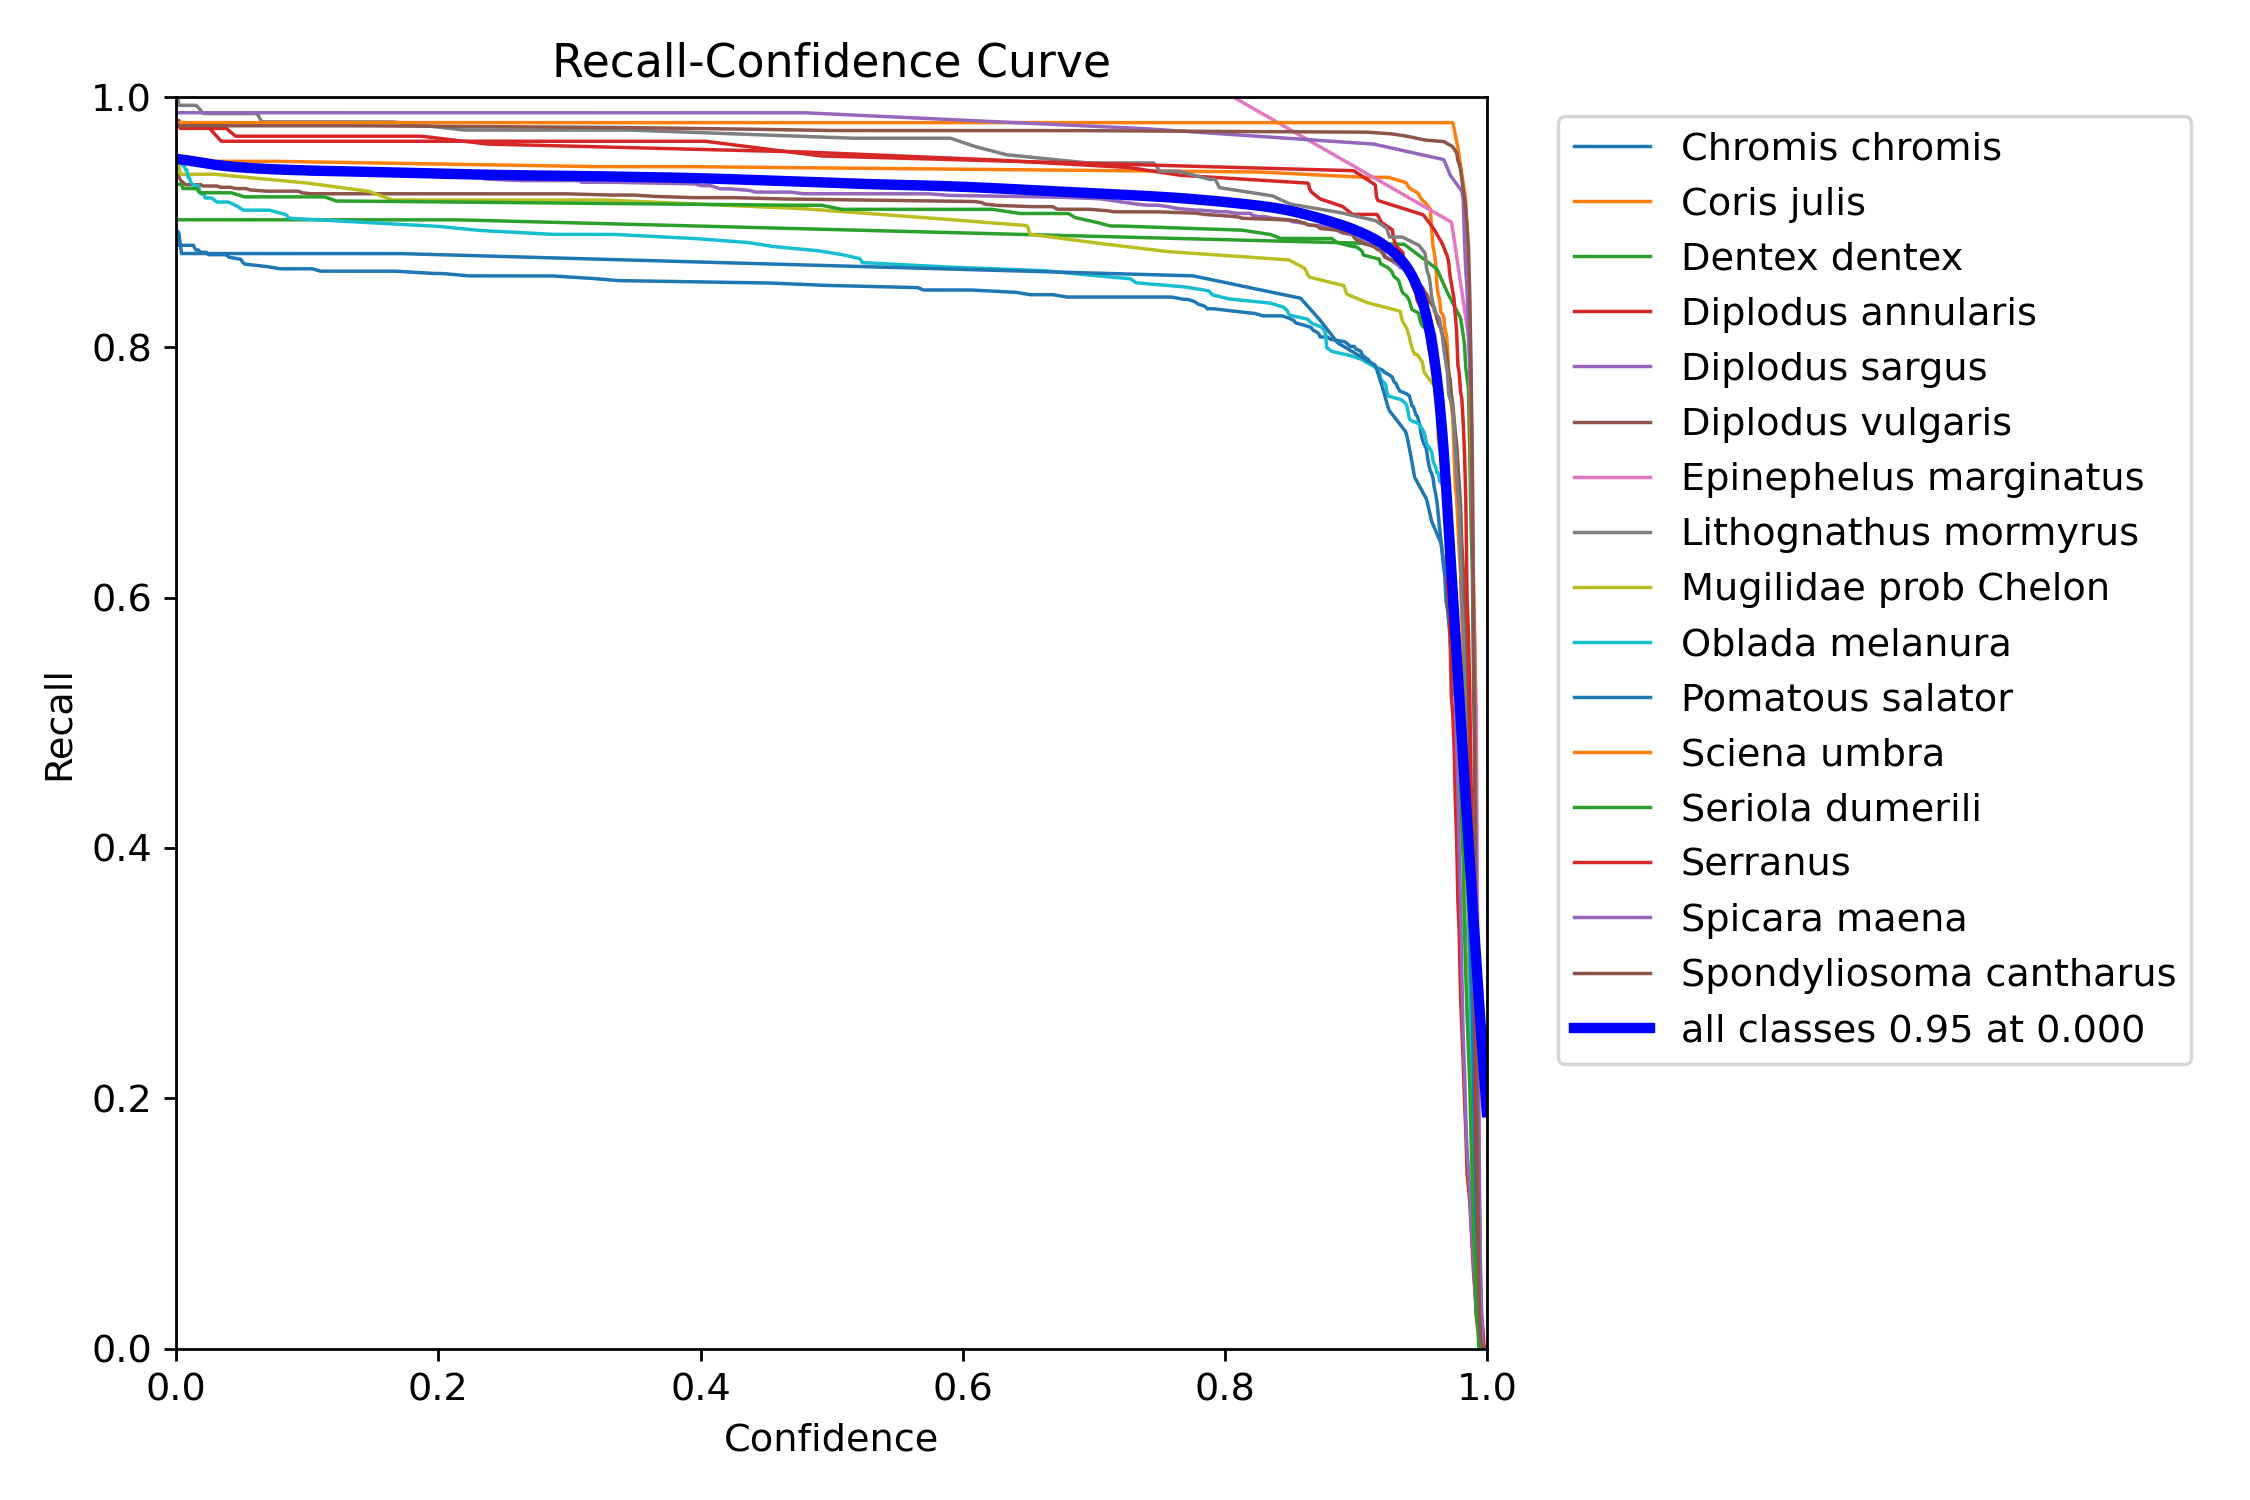 Recall-Confidence Curve
1.0
0.8
0.6
0.4
0.2
0.0
Recall
0.0 0.2 0.4 0.6 0.8 1.0
Confidence
Chromis chromis
Coris julis
Dentex dentex
Diplodus annularis
Diplodus sargus
Diplodus vulgaris
Epinephelus marginatus
Lithognathus mormyrus
Mugilidae prob Chelon
Oblada melanura
Pomatous salator
Sciena umbra
Seriola dumerili
Serranus
Spicara maena
Spondyliosoma cantharus
all classes 0.95 at 0.000